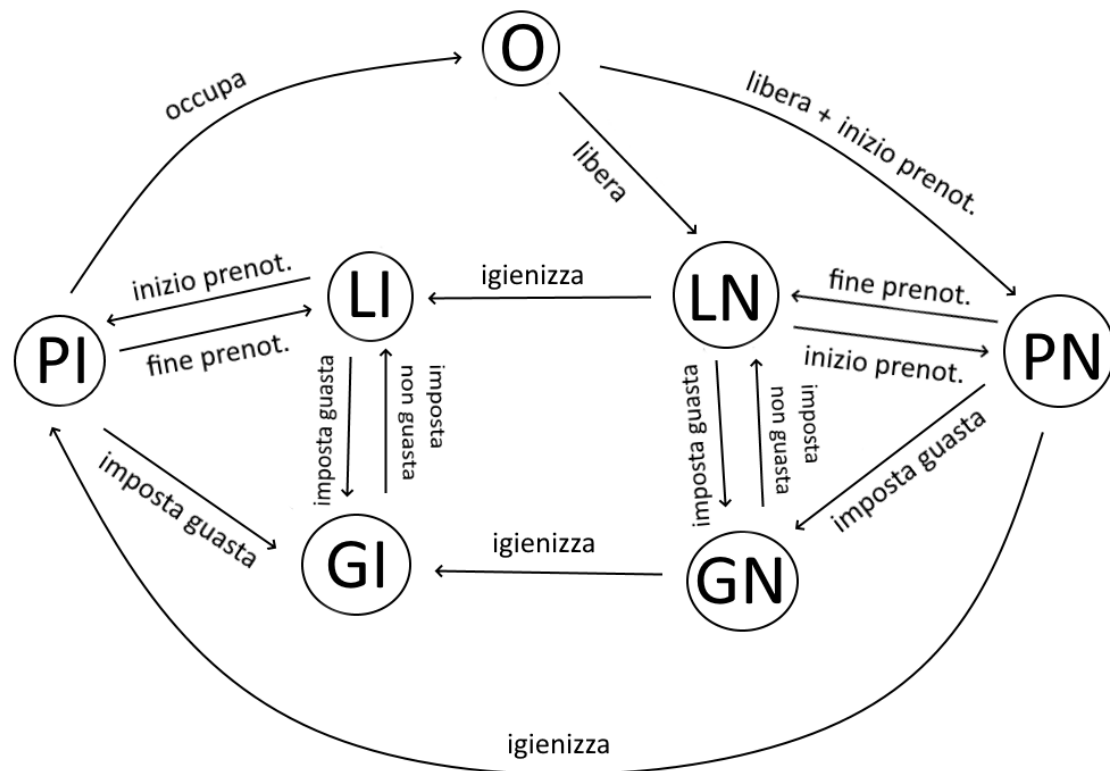 O
occupa
libera + inizio prenot.
libera
inizio prenot.
LI
igienizza
LN
fine prenot.
PI
fine prenot.
inizio prenot.
PN
imposta guasta
imposta
non guasta
imposta guasta
imposta
non guasta
imposta guasta
imposta guasta
GI
igienizza
GN
igienizza